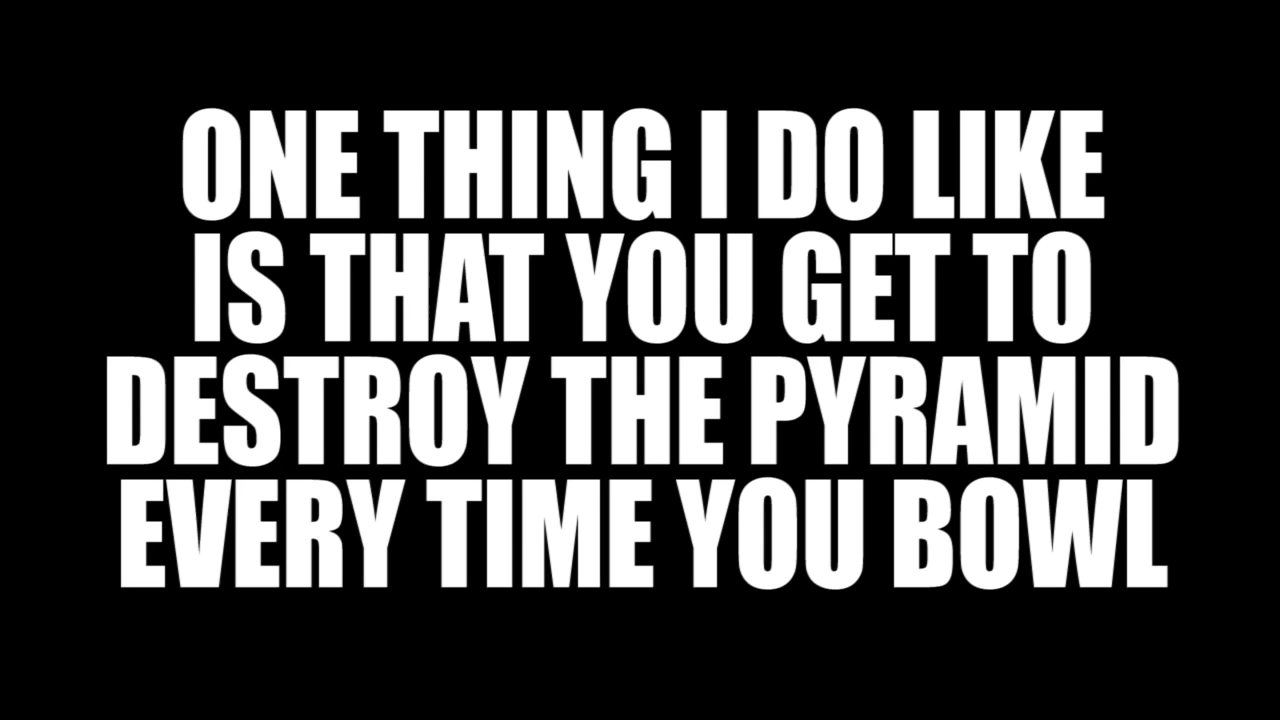 ONE THING I DO LIKE
IS THAT YOU GET TO
DESTROY THE PYRAMID
EVERY TIME YOU BOWL